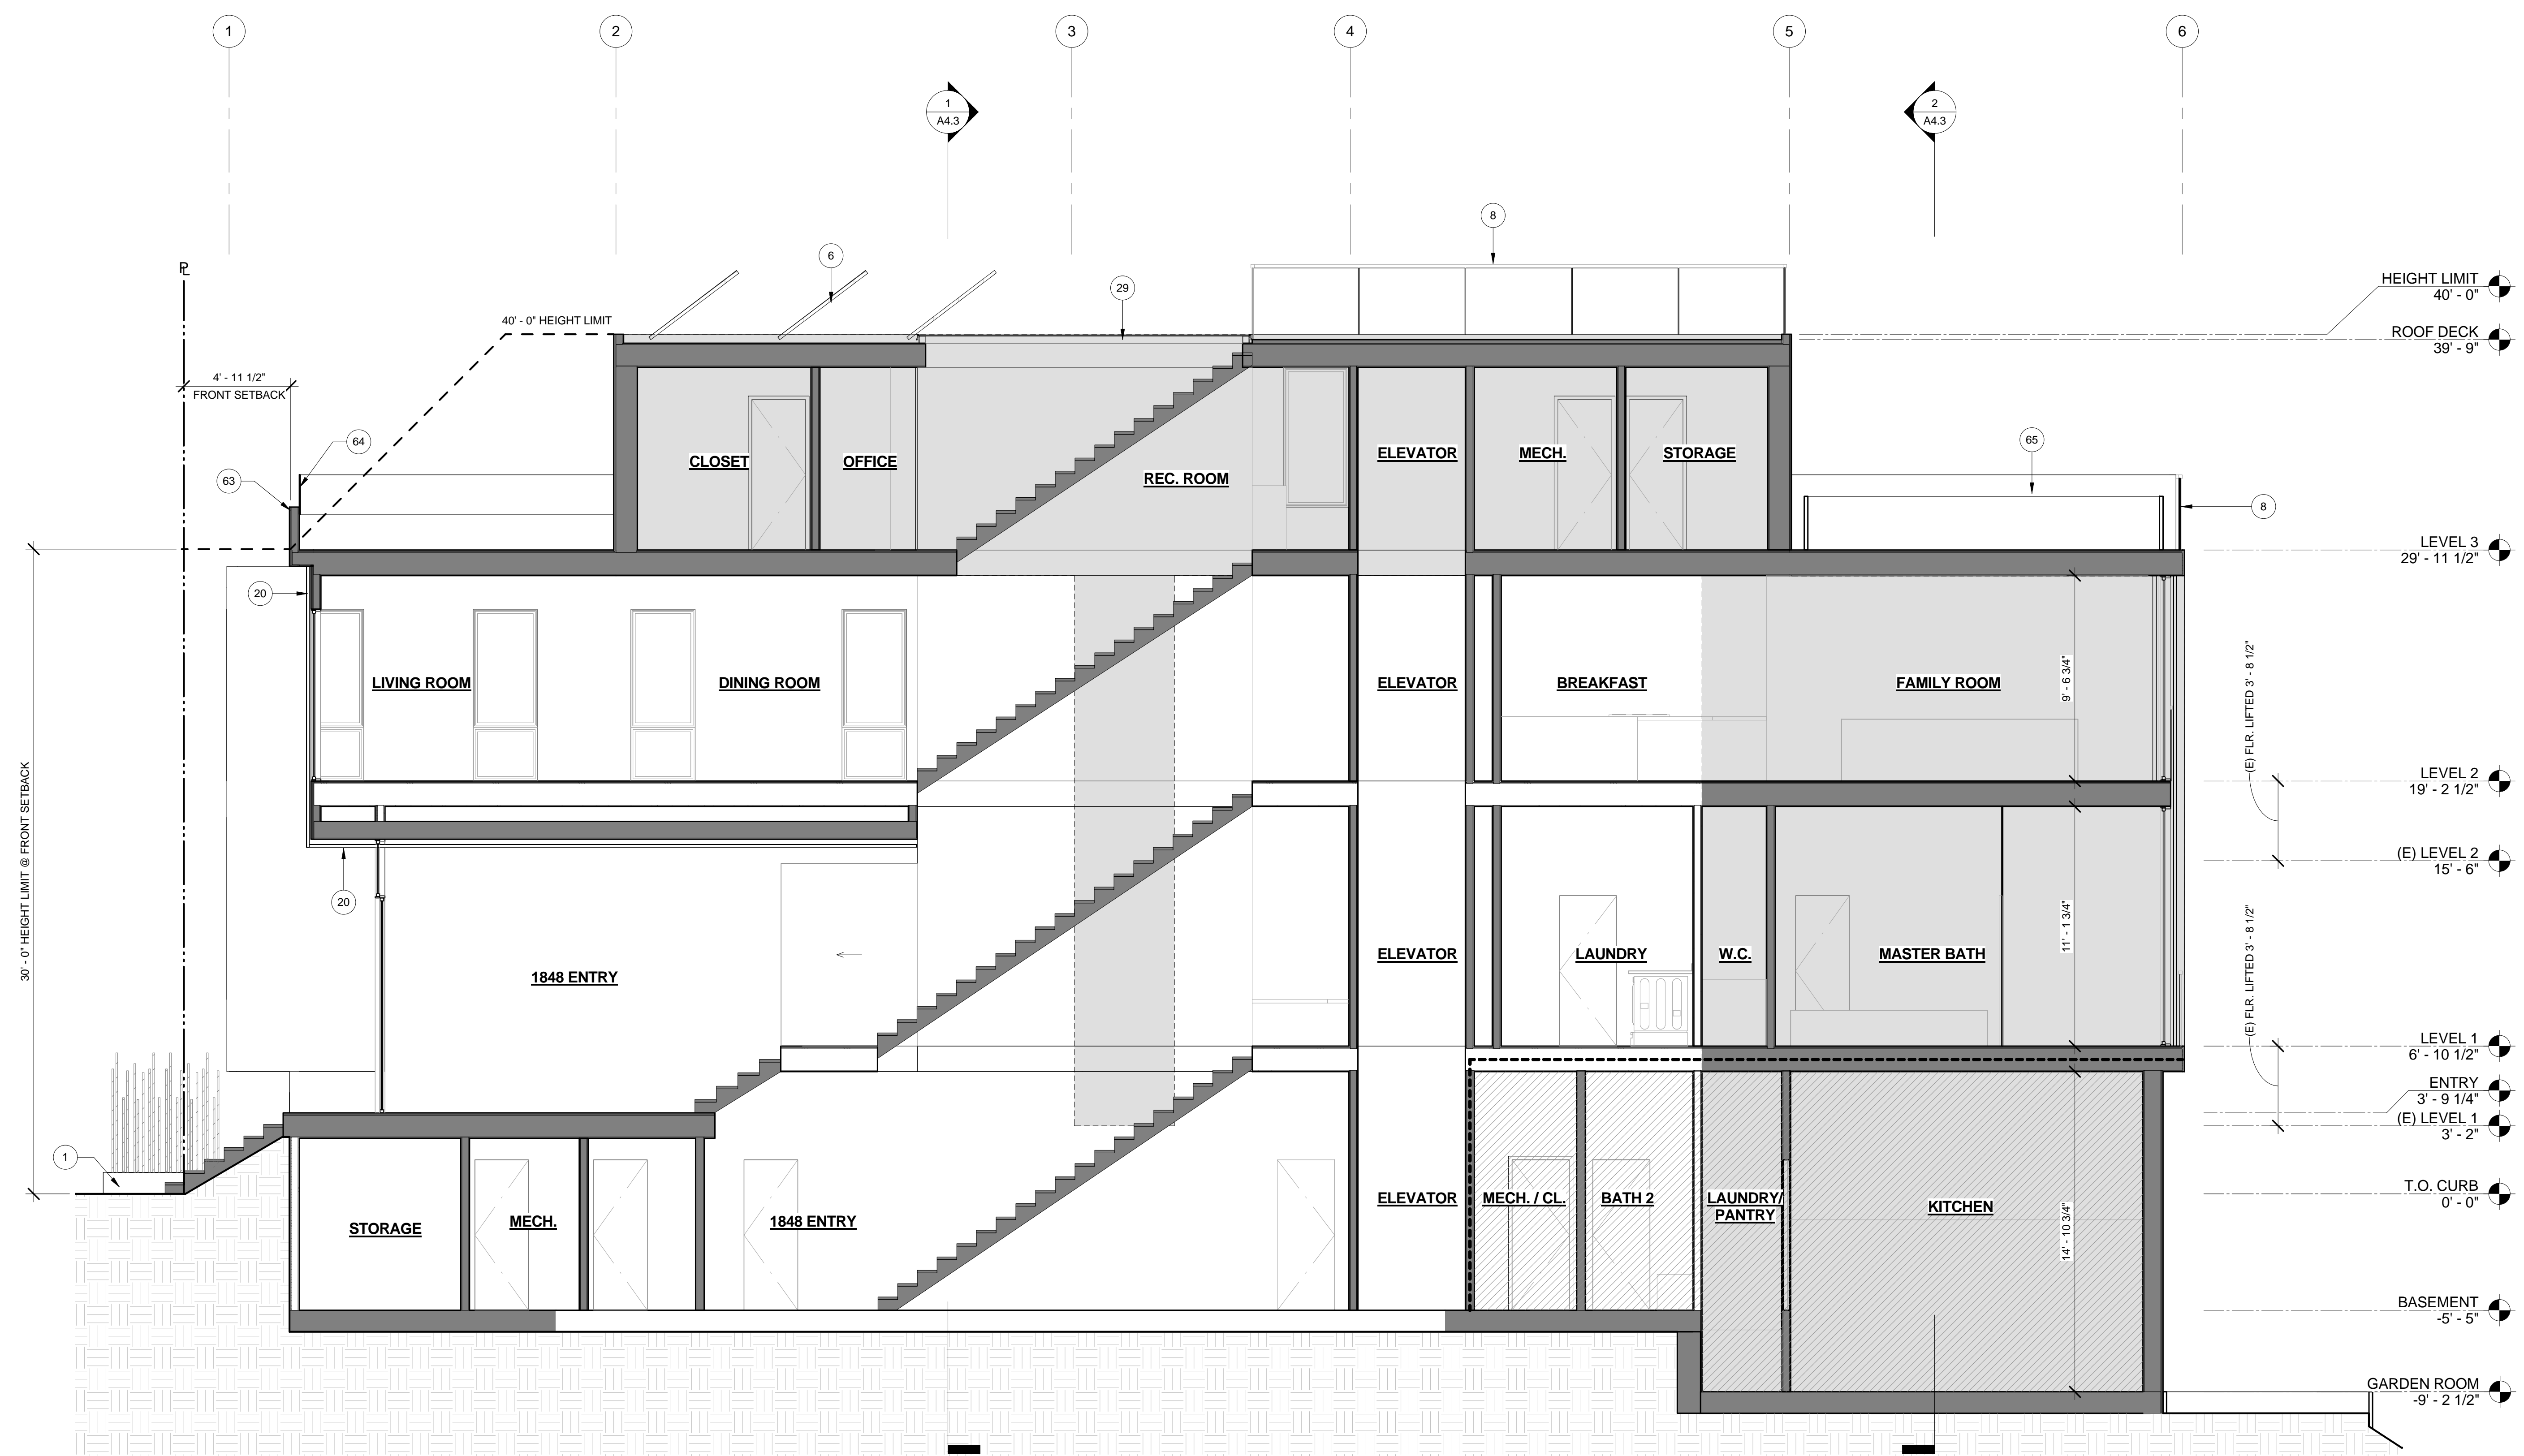 1
2
3
4
5
6
1
A4.3
2
A4.3
8
6
29
PL
HEIGHT LIMIT
40' - 0"
40' - 0" HEIGHT LIMIT
ROOF DECK
39' - 9"
4' - 11 1/2"
FRONT SETBACK
64
65
63
8
CLOSET
OFFICE
REC. ROOM
ELEVATOR
MECH.
STORAGE
LEVEL 3
29' - 11 1/2"
20
LIVING ROOM
DINING ROOM
ELEVATOR
BREAKFAST
FAMILY ROOM
9' - 6 3/4"
(E) FLR. LIFTED 3' - 8 1/2"
LEVEL 2
19' - 2 1/2"
30' - 0" HEIGHT LIMIT @ FRONT SETBACK
(E) LEVEL 2
15' - 6"
20
1848 ENTRY
ELEVATOR
LAUNDRY
W.C.
MASTER BATH
11' - 1 3/4"
(E) FLR. LIFTED 3' - 8 1/2"
LEVEL 1
6' - 10 1/2"
ENTRY
3' - 9 1/4"
(E) LEVEL 1
3' - 2"
1
T.O. CURB
0' - 0"
STORAGE
MECH.
1848 ENTRY
ELEVATOR
MECH. / CL.
BATH 2
LAUNDRY/
PANTRY
KITCHEN
14' - 10 3/4"
BASEMENT
-5' - 5"
GARDEN ROOM
-9' - 2 1/2"